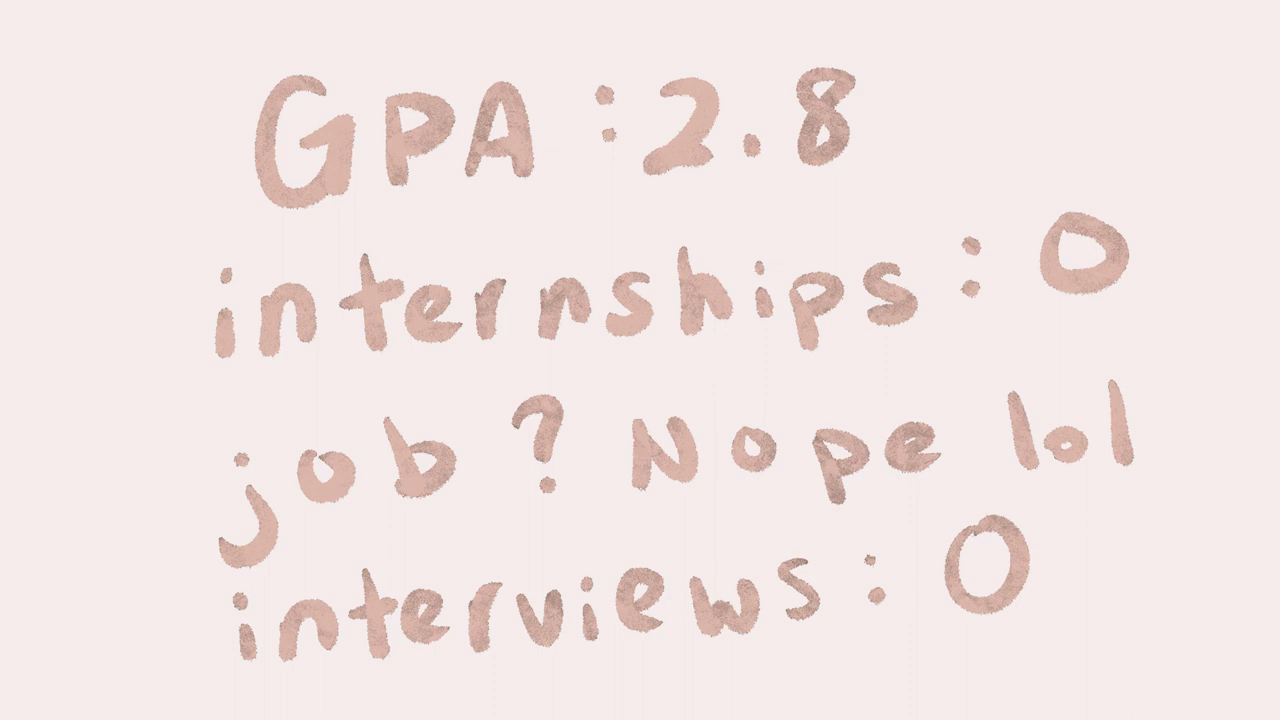 GPA : 2.8
internships : 0
job ? Nope lol
interviews : 0